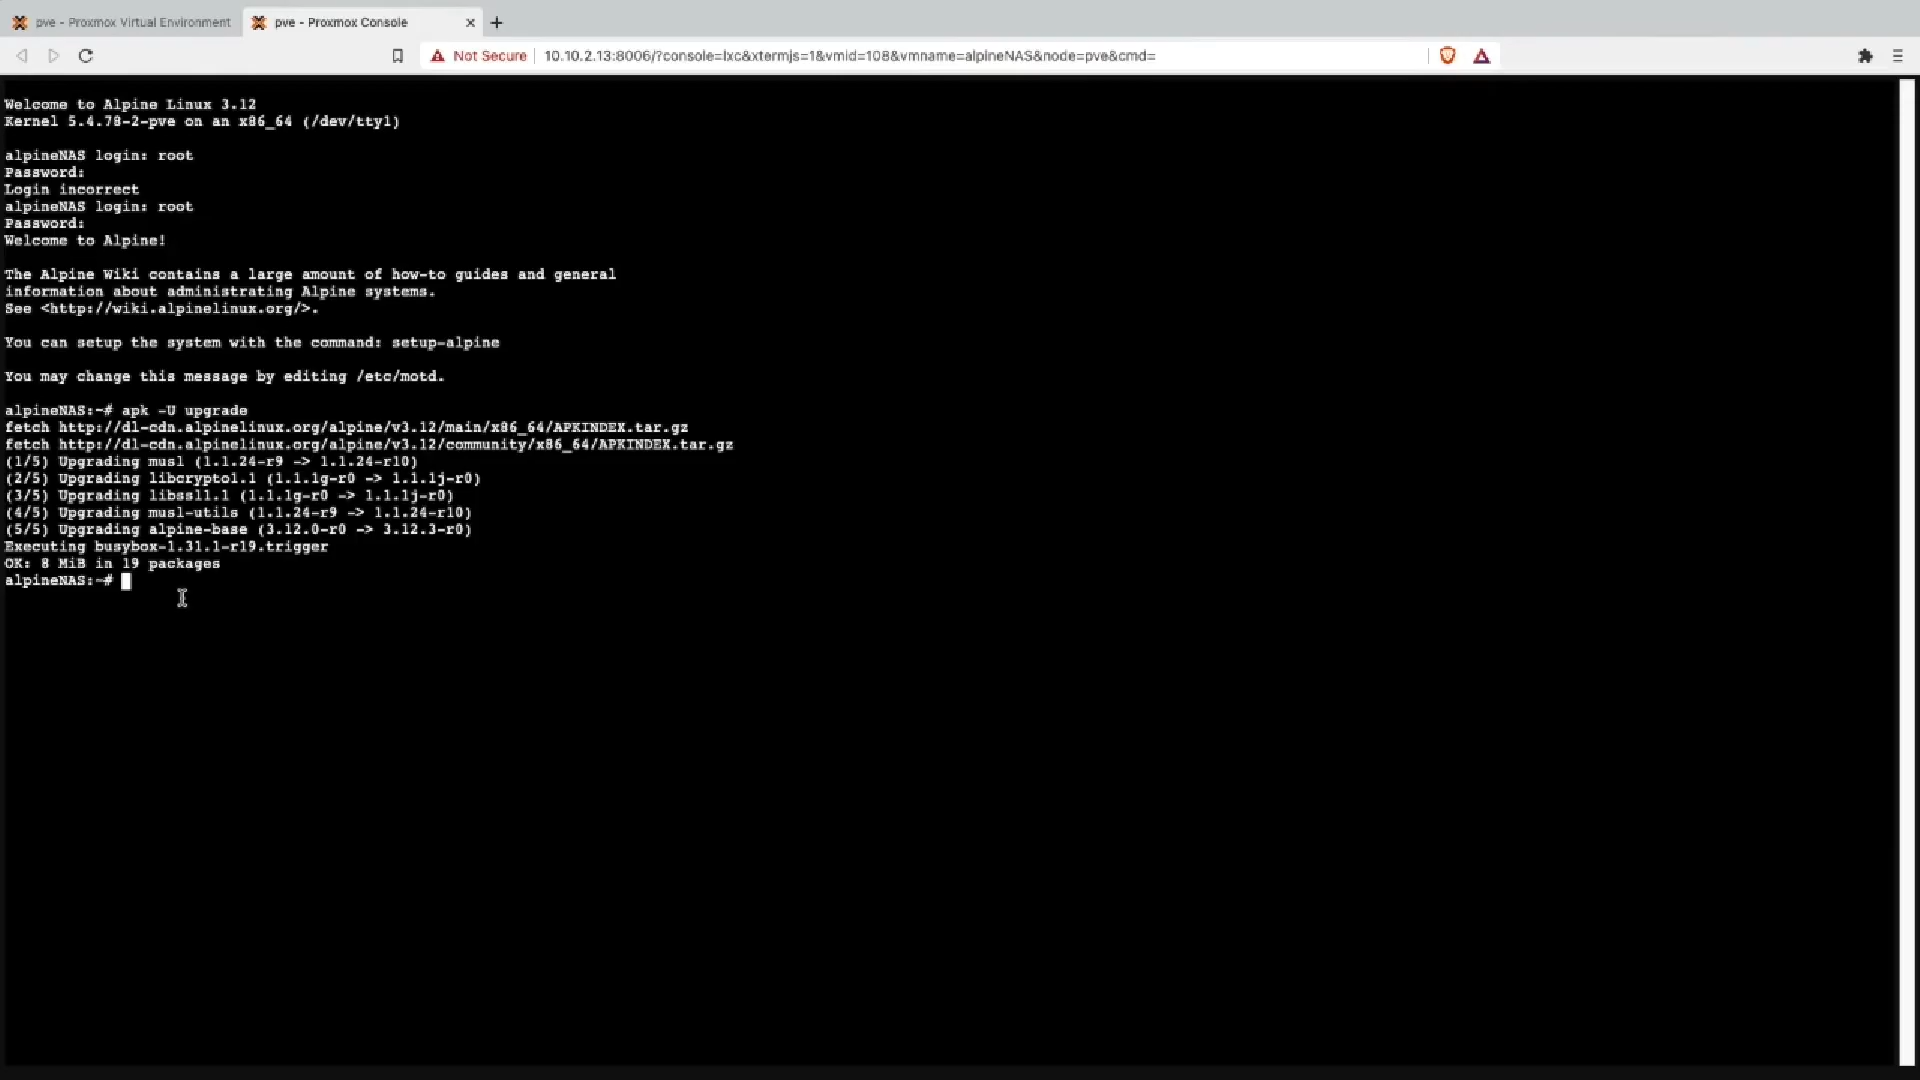 pve - Proxmox Virtual Environment
pve - Proxmox Console
Not Secure
10.10.2.13:8006/?console=lxc&xtermjs=1&vmid=108&vmname=alpineNAS&node=pve&cmd=
Welcome to Alpine Linux 3.12
Kernel 5.4.78-2-pve on an x86_64 (/dev/tty1)
alpineNAS login: root
Password:
Login incorrect
alpineNAS login: root
Password:
Welcome to Alpine!
The Alpine Wiki contains a large amount of how-to guides and general
information about administrating Alpine systems.
See <http://wiki.alpinelinux.org/>.
You can setup the system with the command: setup-alpine
You may change this message by editing /etc/motd.
alpineNAS:~# apk -U upgrade
fetch http://dl-cdn.alpinelinux.org/alpine/v3.12/main/x86_64/APKINDEX.tar.gz
fetch http://dl-cdn.alpinelinux.org/alpine/v3.12/community/x86_64/APKINDEX.tar.gz
(1/5) Upgrading musl (1.1.24-r9 -> 1.1.24-r10)
(2/5) Upgrading libcrypto1.1 (1.1.1g-r0 -> 1.1.1j-r0)
(3/5) Upgrading libssl1.1 (1.1.1g-r0 -> 1.1.1j-r0)
(4/5) Upgrading musl-utils (1.1.24-r9 -> 1.1.24-r10)
(5/5) Upgrading alpine-base (3.12.0-r0 -> 3.12.3-r0)
Executing busybox-1.31.1-r19.trigger
OK: 8 MiB in 19 packages
alpineNAS:~#